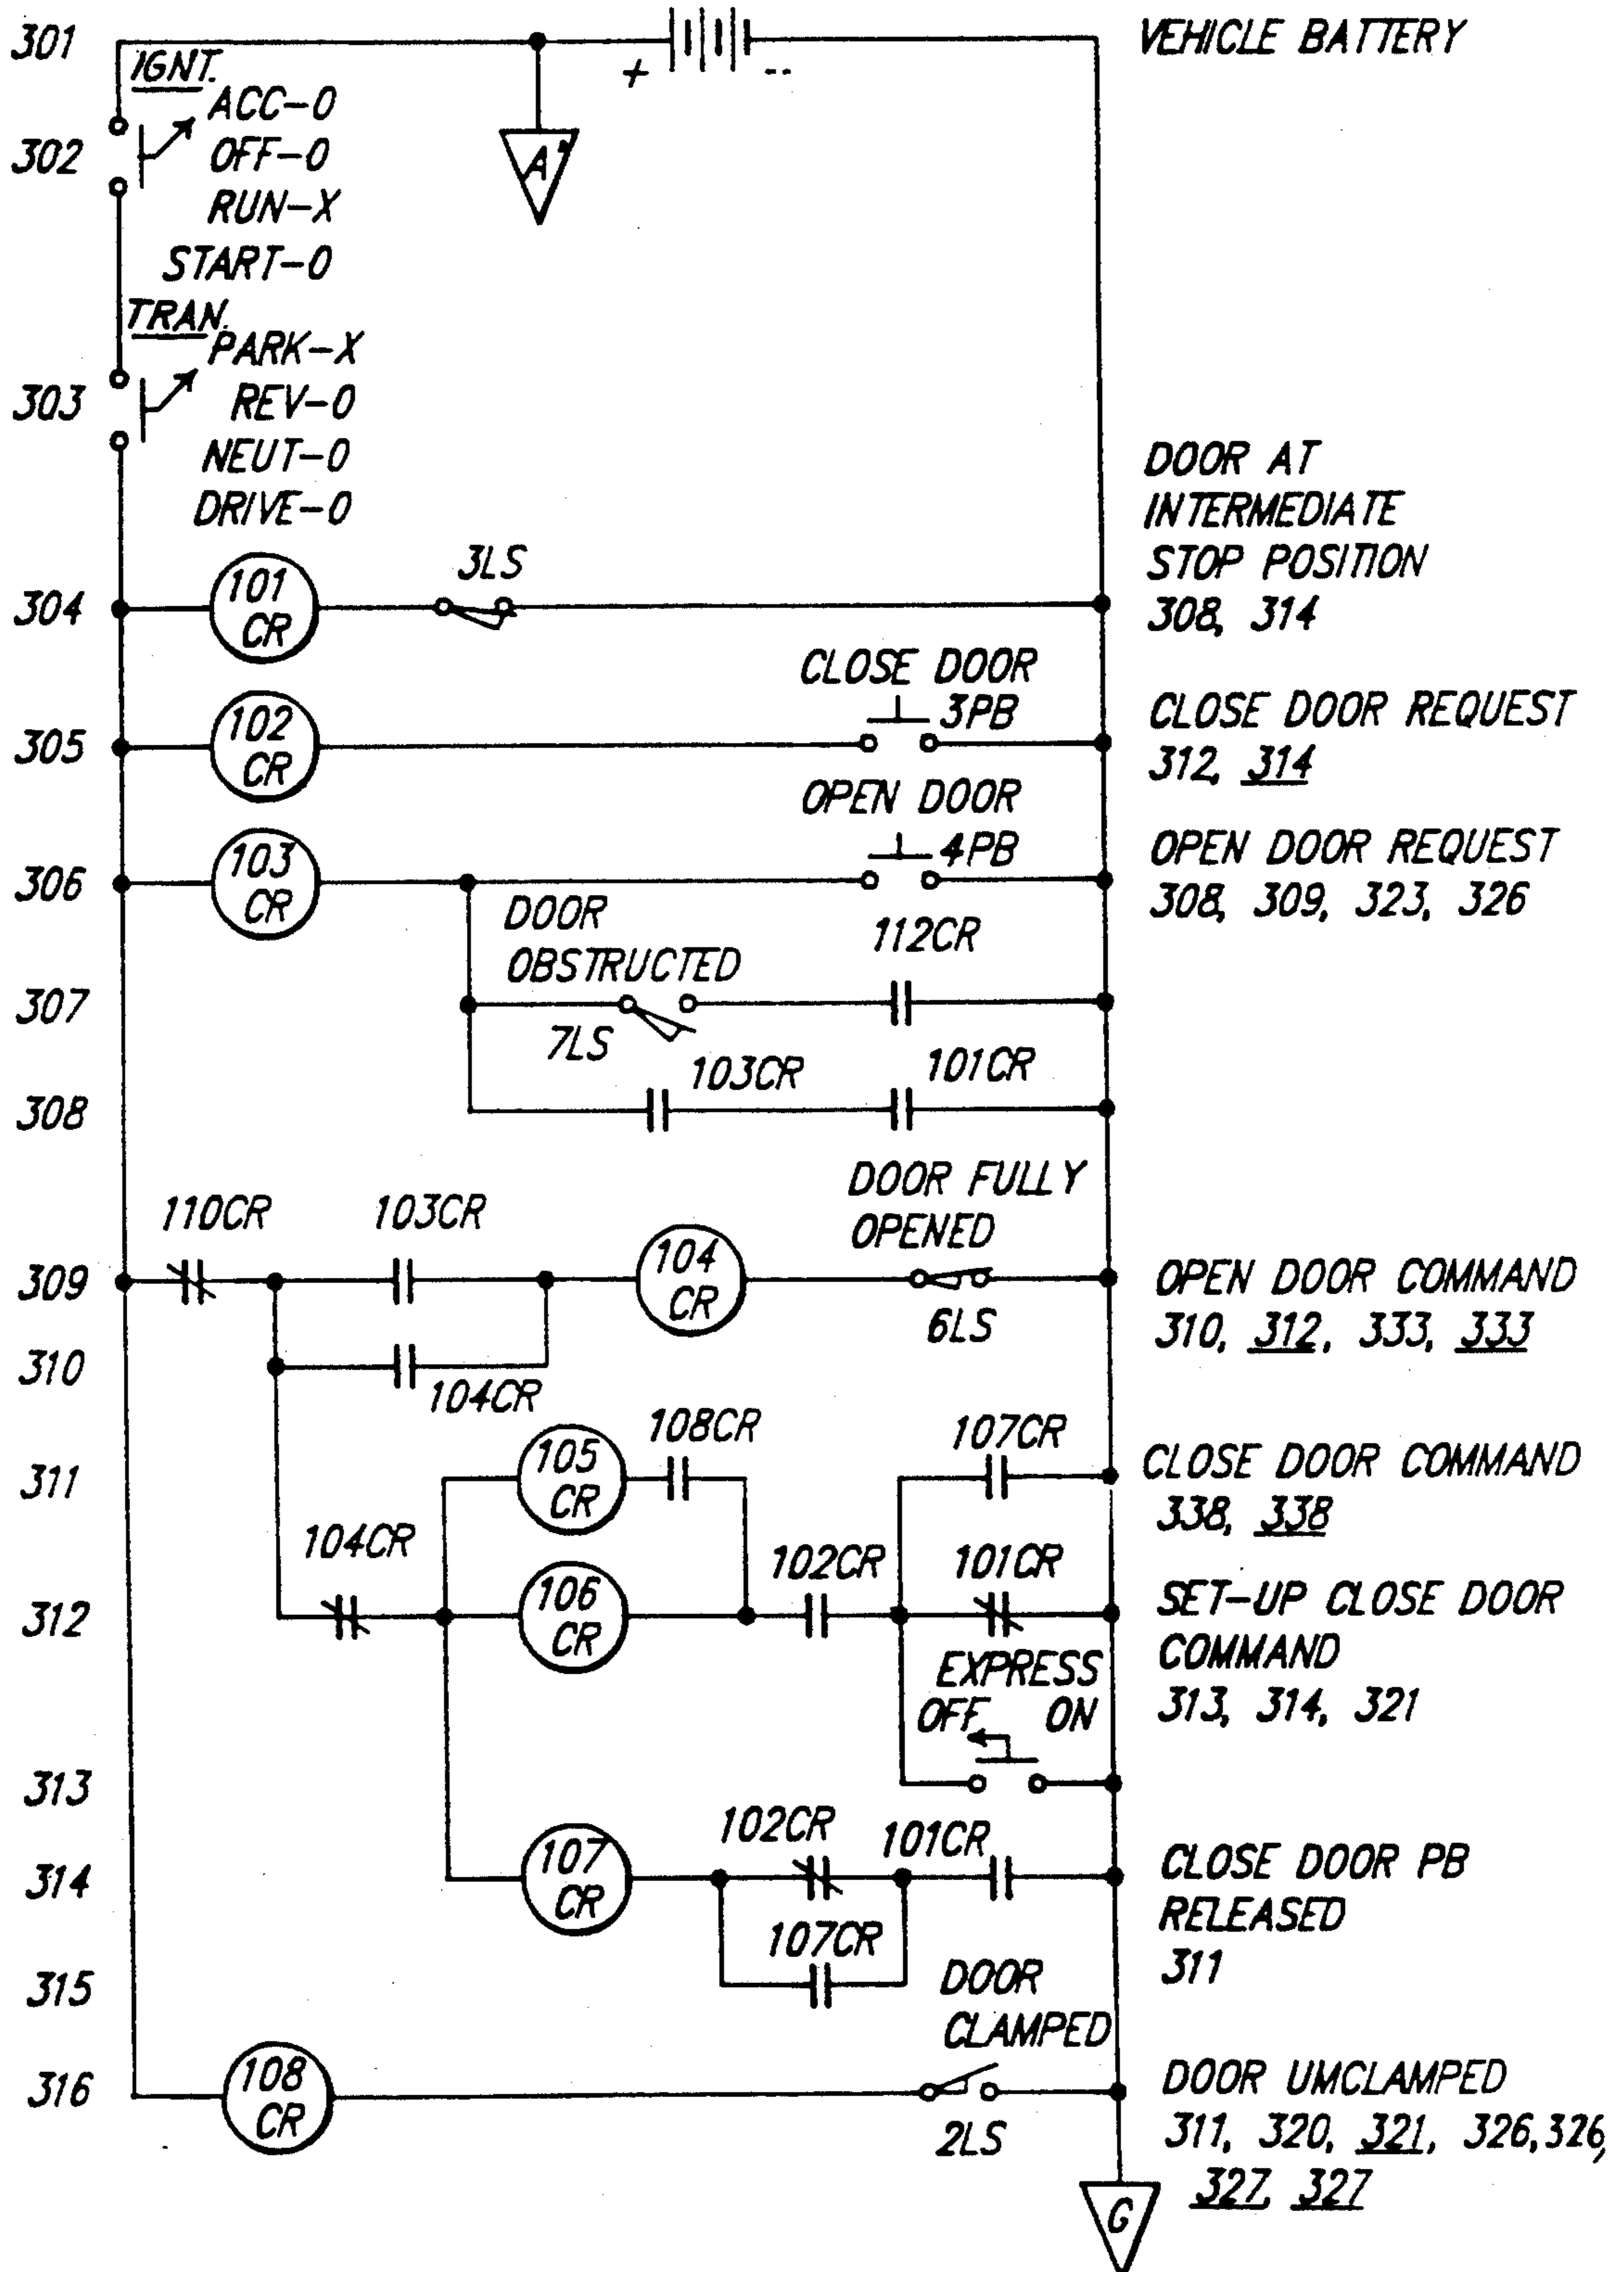 301
VEHICLE BATTERY
+
--
IGNT.
ACC-0
302
OFF-0
A'
RUN-X
START-0
TRAN.
PARK-X
303
REV-0
NEUT-0
DRIVE-0
DOOR AT
INTERMEDIATE
STOP POSITION
308, 314
304
101
CR
3LS
CLOSE DOOR
3PB
305
102
CR
CLOSE DOOR REQUEST
312, 314
OPEN DOOR
4PB
306
103
CR
OPEN DOOR REQUEST
308, 309, 323, 326
DOOR
OBSTRUCTED
112CR
307
7LS
103CR
101CR
308
DOOR FULLY
OPENED
110CR
103CR
309
104
CR
6LS
OPEN DOOR COMMAND
310, 312, 333, 333
310
104CR
108CR
107CR
311
105
CR
CLOSE DOOR COMMAND
338, 338
104CR
102CR
101CR
312
106
CR
SET-UP CLOSE DOOR
COMMAND
313, 314, 321
EXPRESS
OFF ON
313
102CR
101CR
314
107
CR
CLOSE DOOR PB
RELEASED
311
107CR
315
DOOR
CLAMPED
316
108
CR
2LS
DOOR UMCLAMPED
311, 320, 321, 326, 326,
327, 327
G